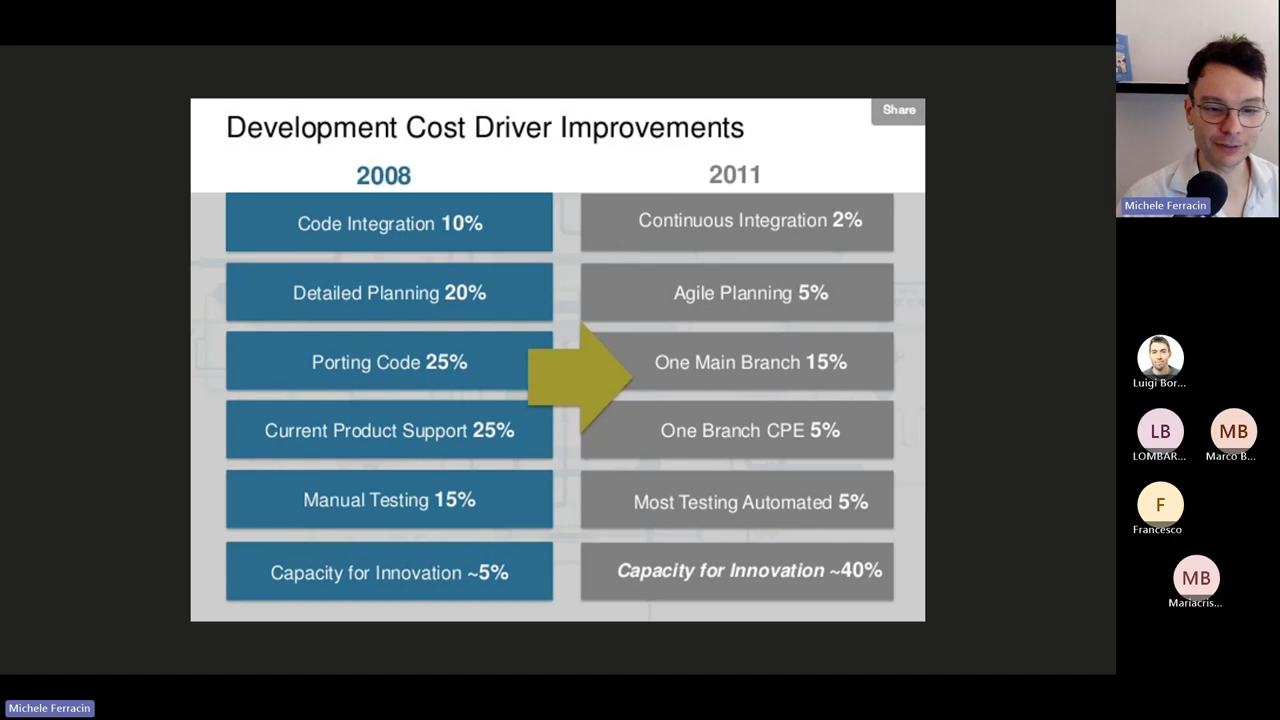 Development Cost Driver Improvements
Share
2008
2011
Code Integration 10%
Continuous Integration 2%
Detailed Planning 20%
Agile Planning 5%
Porting Code 25%
One Main Branch 15%
Current Product Support 25%
One Branch CPE 5%
Manual Testing 15%
Most Testing Automated 5%
Capacity for Innovation ~5%
Capacity for Innovation ~40%
Michele Ferracin
Luigi Bor...
LB
LOMBAR...
MB
Marco B...
F
Francesco
MB
Mariacris...
Michele Ferracin